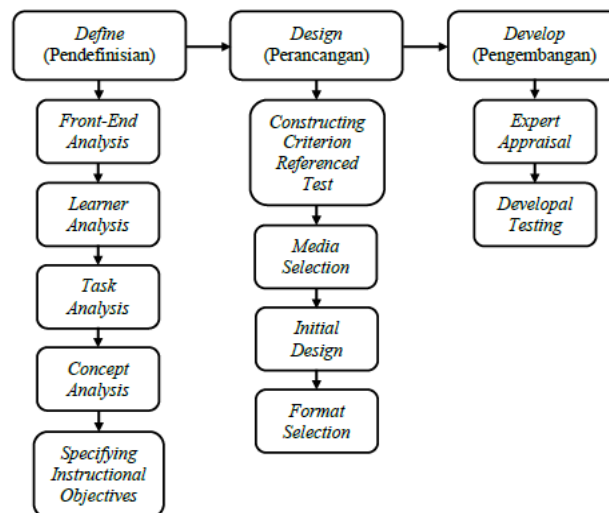 Define
(Pendefinisian)
Design
(Perancangan)
Develop
(Pengembangan)
Front-End
Analysis
Learner
Analysis
Task
Analysis
Concept
Analysis
Specifying
Instructional
Objectives
Constructing
Criterion
Referenced
Test
Media
Selection
Initial
Design
Format
Selection
Expert
Appraisal
Developal
Testing